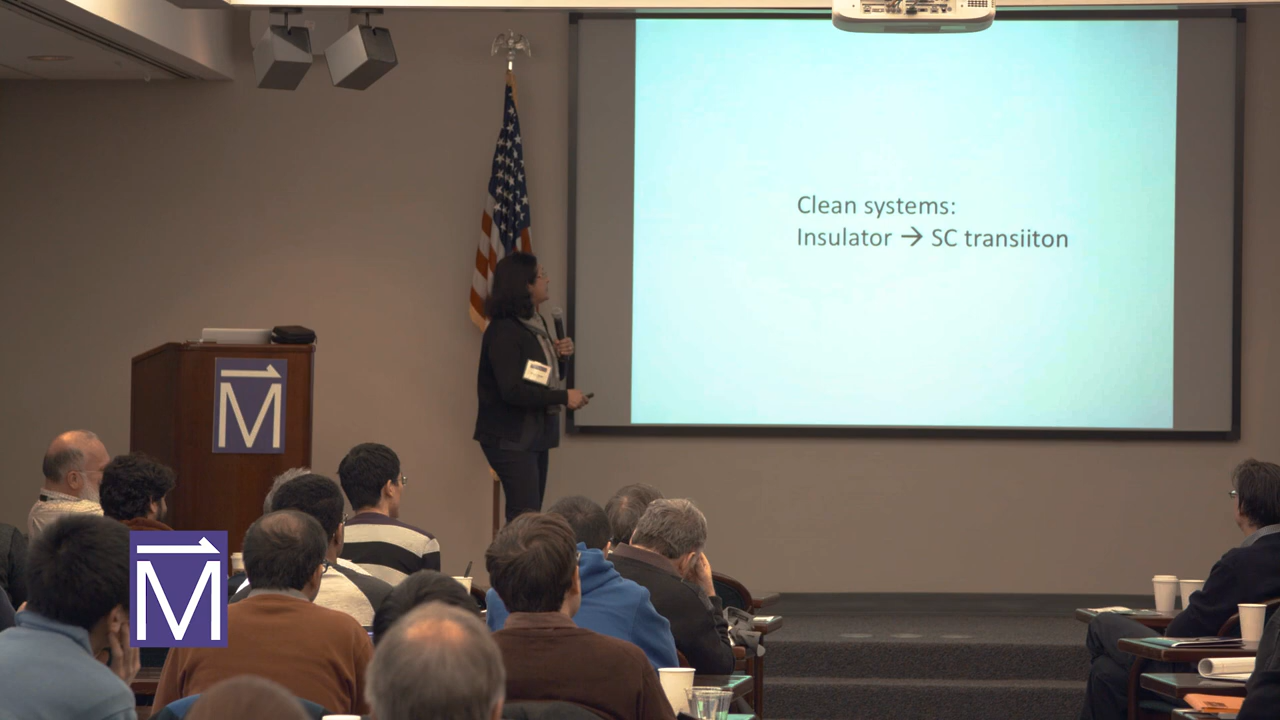 Clean systems:
Insulator → SC transiiton
M
M